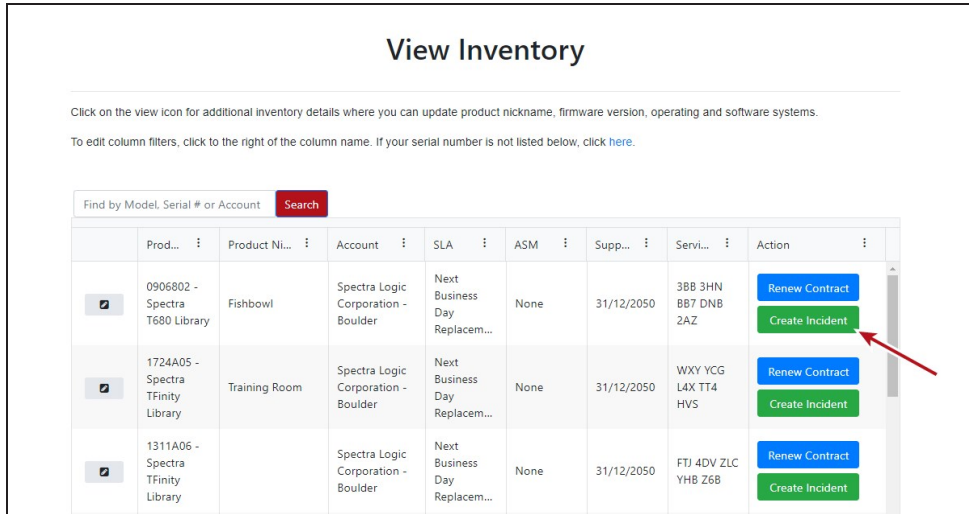 View Inventory
Click on the view icon for additional inventory details where you can update product nickname, firmware version, operating and software systems.
To edit column filters, click to the right of the column name. If your serial number is not listed below, click here.
Find by Model, Serial # or Account Search
Prod... Product Ni... Account SLA ASM Supp... Servi... Action
0906802 -
Spectra
T680 Library
Fishbowl
Spectra Logic
Corporation -
Boulder
Next
Business
Day
Replacem...
None
31/12/2050
3BB 3HN
BB7 DNB
2AZ
Renew Contract
Create Incident
1724A05 -
Spectra
TFinity
Library
Training Room
Spectra Logic
Corporation -
Boulder
Next
Business
Day
Replacem...
None
31/12/2050
WXY YCG
L4X TT4
HVS
Renew Contract
Create Incident
1311A06 -
Spectra
TFinity
Library
Spectra Logic
Corporation -
Boulder
Next
Business
Day
Replacem...
None
31/12/2050
FTJ 4DV ZLC
YHB Z6B
Renew Contract
Create Incident